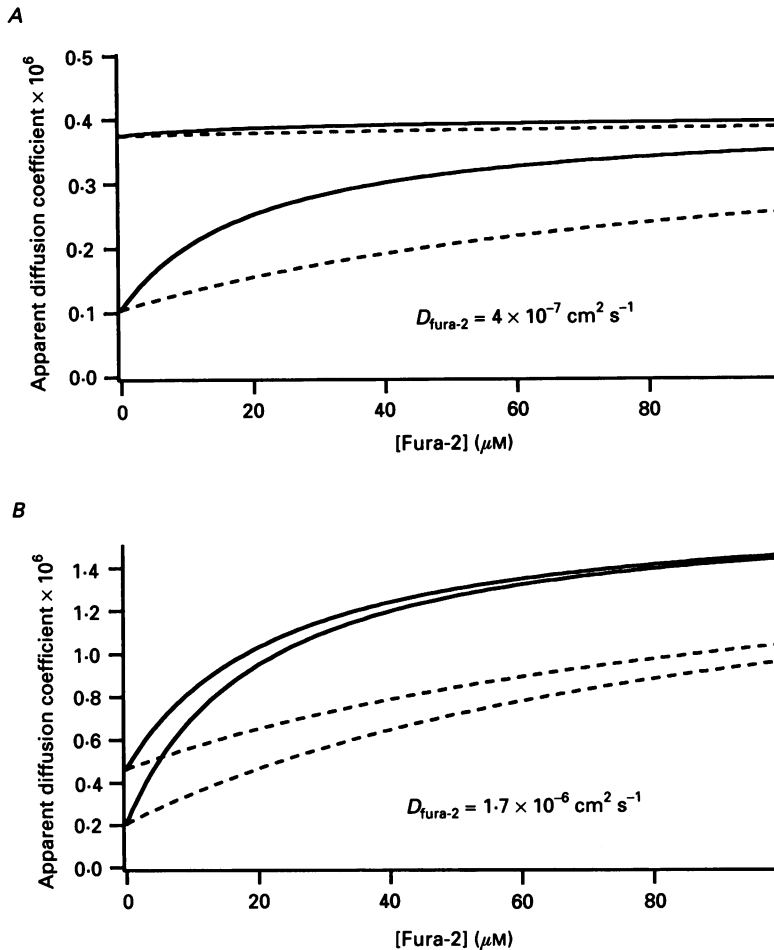 A
Apparent diffusion coefficient × 10⁶
0·5
0·4
0·3
0·2
0·1
0·0
D_fura-2 = 4 × 10⁻⁷ cm² s⁻¹
0 20 40 60 80
[Fura-2] (μM)
B
Apparent diffusion coefficient × 10⁶
1·4
1·2
1·0
0·8
0·6
0·4
0·2
0·0
D_fura-2 = 1·7 × 10⁻⁶ cm² s⁻¹
0 20 40 60 80
[Fura-2] (μM)